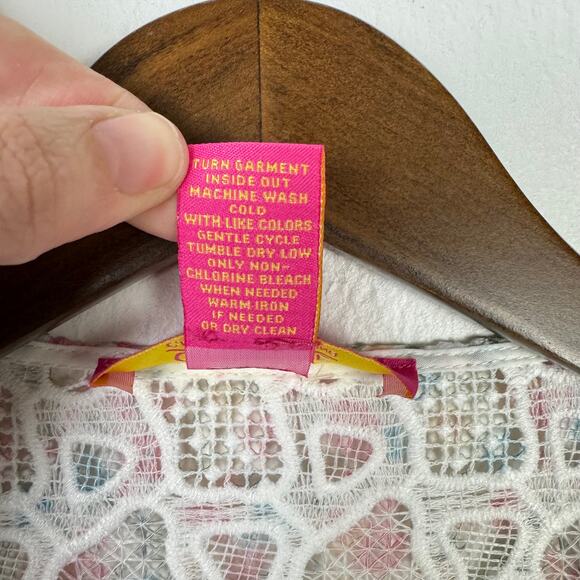 TURN GARMENT
INSIDE OUT
MACHINE WASH
COLD
WITH LIKE COLORS
GENTLE CYCLE
TUMBLE DRY LOW
ONLY NON-
CHLORINE BLEACH
WHEN NEEDED
WARM IRON
IF NEEDED
OR DRY CLEAN